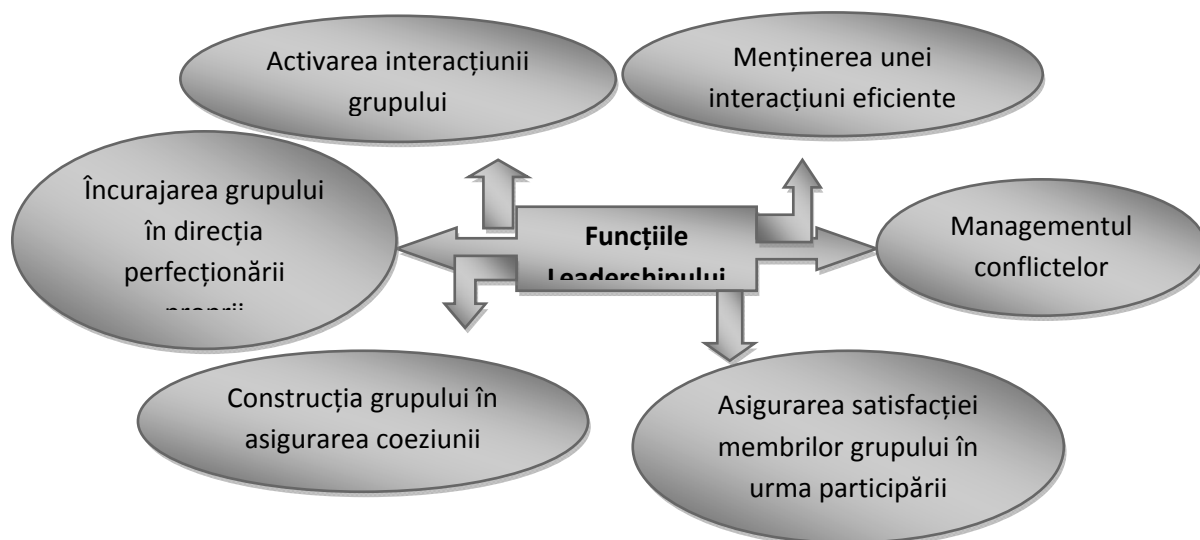 Activarea interacțiunii
grupului
Menținerea unei
interacțiuni eficiente
Încurajarea grupului
în direcția
perfecționării
proprii
Funcțiile
Leadershipului
Managementul
conflictelor
Construcția grupului în
asigurarea coeziunii
Asigurarea satisfacției
membrilor grupului în
urma participării